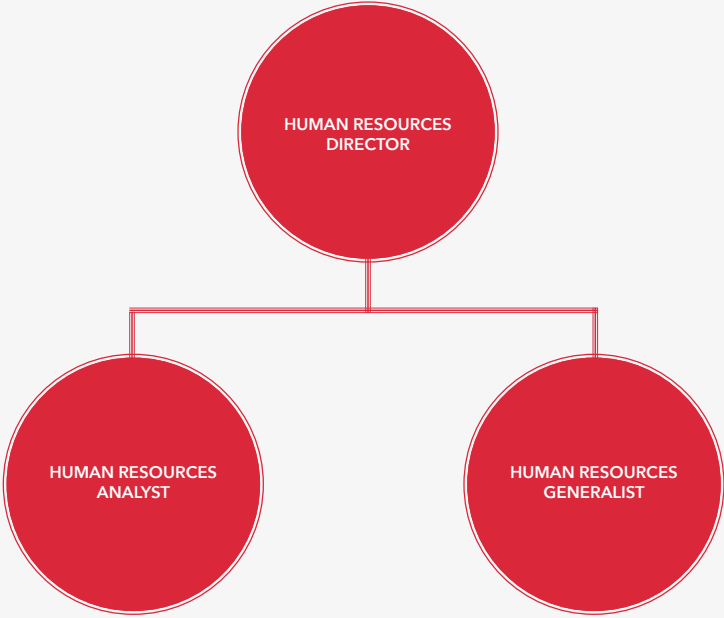 HUMAN RESOURCES
DIRECTOR
HUMAN RESOURCES
ANALYST
HUMAN RESOURCES
GENERALIST